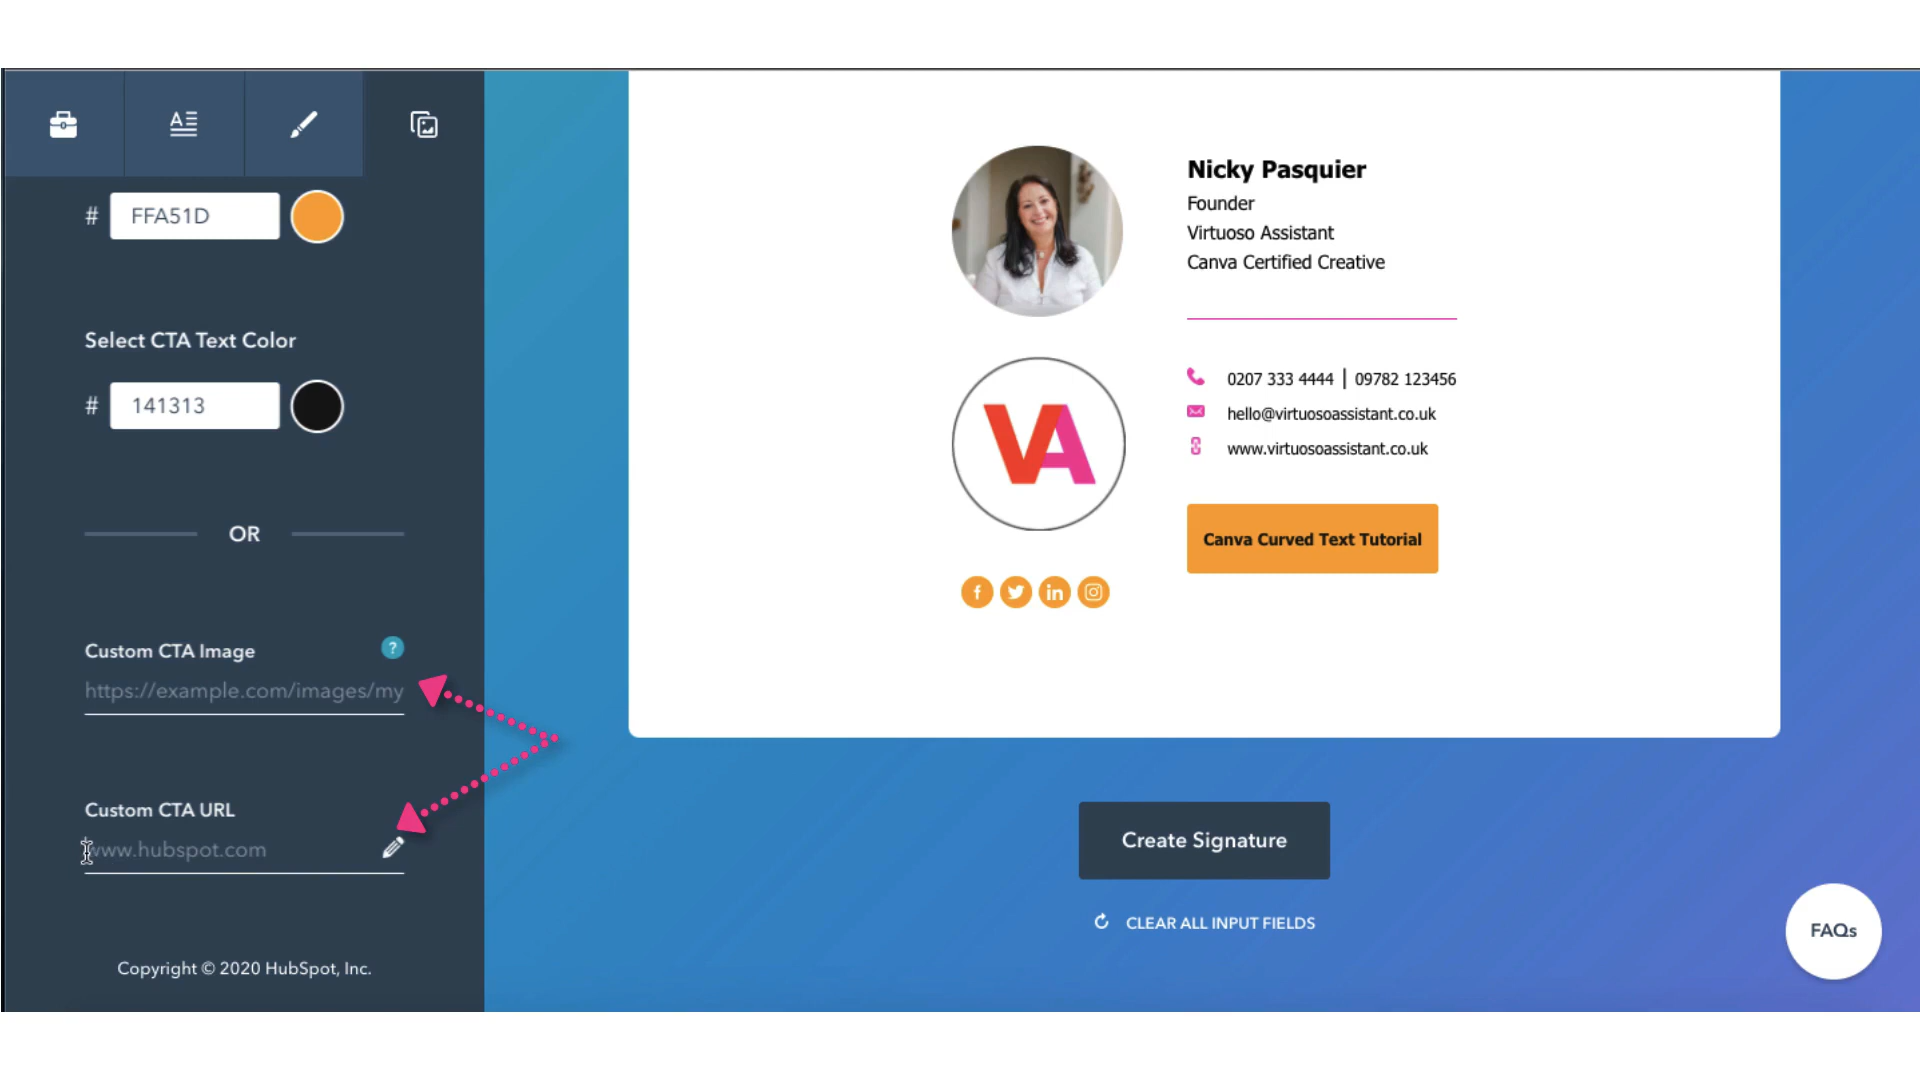 # FFA51D
Select CTA Text Color
# 141313
OR
Custom CTA Image
?
https://example.com/images/my
Custom CTA URL
www.hubspot.com
Copyright © 2020 HubSpot, Inc.
Nicky Pasquier
Founder
Virtuoso Assistant
Canva Certified Creative
0207 333 4444 | 09782 123456
hello@virtuosoassistant.co.uk
www.virtuosoassistant.co.uk
VA
Canva Curved Text Tutorial
Create Signature
CLEAR ALL INPUT FIELDS
FAQs